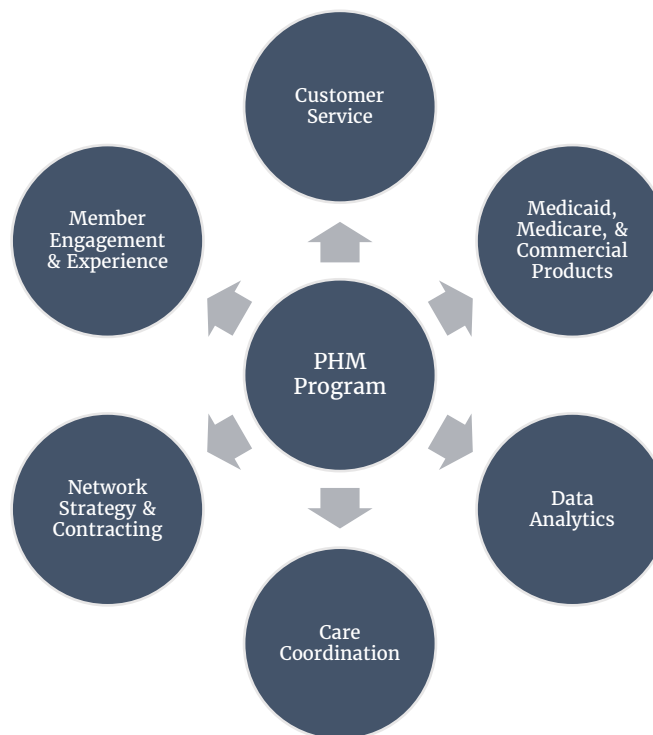 Customer
Service
Member
Engagement
& Experience
Medicaid,
Medicare, &
Commercial
Products
PHM
Program
Network
Strategy &
Contracting
Data
Analytics
Care
Coordination